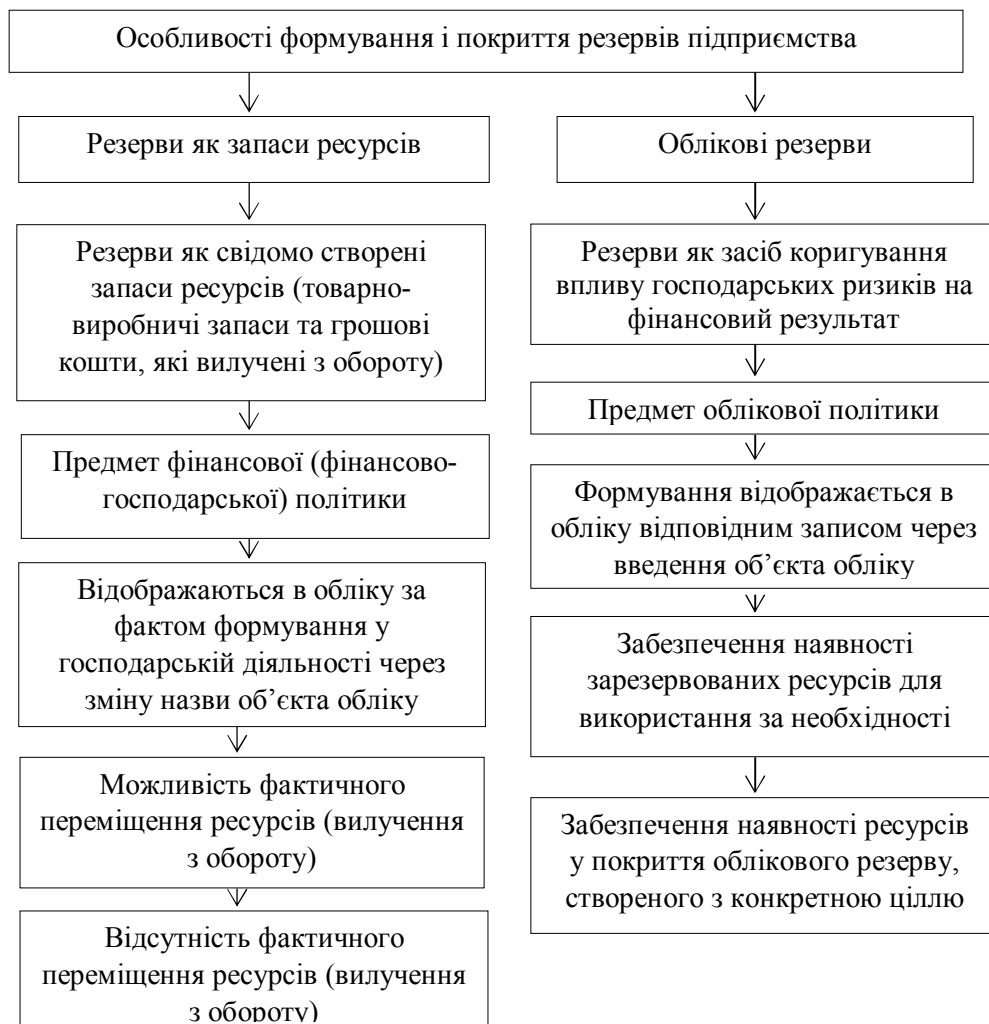 Особливості формування і покриття резервів підприємства
Резерви як запаси ресурсів
Резерви як свідомо створені
запаси ресурсів (товарно-
виробничі запаси та грошові
кошти, які вилучені з обороту)
Предмет фінансової (фінансово-
господарської) політики
Відображаються в обліку за
фактом формування у
господарській діяльності через
зміну назви об’єкта обліку
Можливість фактичного
переміщення ресурсів (вилучення
з обороту)
Відсутність фактичного
переміщення ресурсів (вилучення
з обороту)
Облікові резерви
Резерви як засіб коригування
впливу господарських ризиків на
фінансовий результат
Предмет облікової політики
Формування відображається в
обліку відповідним записом через
введення об’єкта обліку
Забезпечення наявності
зарезервованих ресурсів для
використання за необхідності
Забезпечення наявності ресурсів
у покриття облікового резерву,
створеного з конкретною ціллю